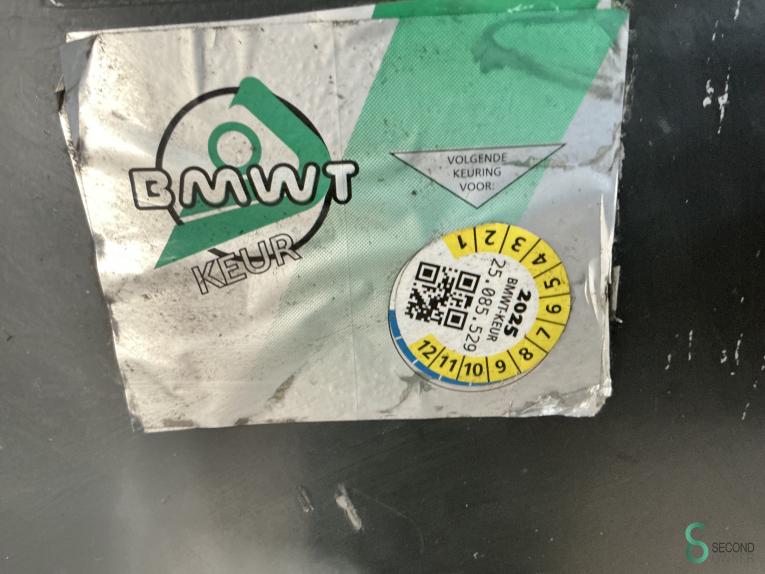 BMWT
KEUR
VOLGENDE
KEURING
VOOR:
1 2 3 4 5 6 7 8 9 10 11 12
2025
BMWT-KEUR
25.085.529
SECOND
OWNER